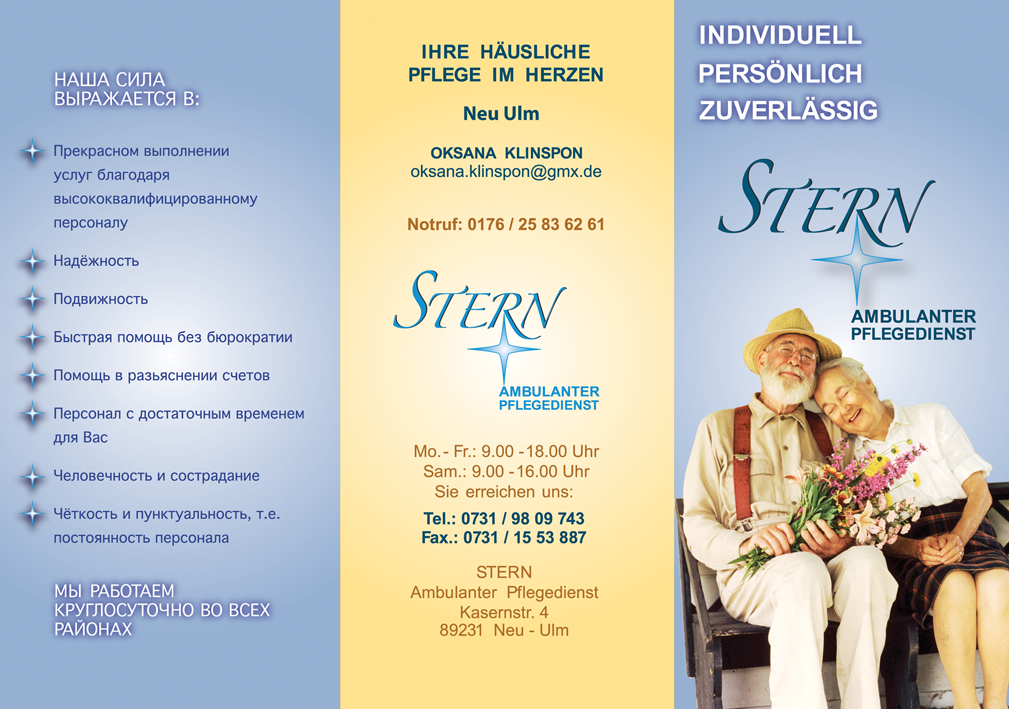 НАША СИЛА
ВЫРАЖАЕТСЯ В:
Прекрасном выполнении
услуг благодаря
высококвалифицированному
персоналу
Надёжность
Подвижность
Быстрая помощь без бюрократии
Помощь в разьяснении счетов
Персонал с достаточным временем
для Вас
Человечность и сострадание
Чёткость и пунктуальность, т.е.
постоянность персонала
МЫ РАБОТАЕМ
КРУГЛОСУТОЧНО ВО ВСЕХ
РАЙОНАХ
IHRE HÄUSLICHE
PFLEGE IM HERZEN
Neu Ulm
OKSANA KLINSPON
oksana.klinspon@gmx.de
Notruf: 0176 / 25 83 62 61
STERN
AMBULANTER
PFLEGEDIENST
Mo.- Fr.: 9.00 -18.00 Uhr
Sam.: 9.00 -16.00 Uhr
Sie erreichen uns:
Tel.: 0731 / 98 09 743
Fax.: 0731 / 15 53 887
STERN
Ambulanter Pflegedienst
Kasernstr. 4
89231 Neu - Ulm
INDIVIDUELL
PERSÖNLICH
ZUVERLÄSSIG
STERN
AMBULANTER
PFLEGEDIENST